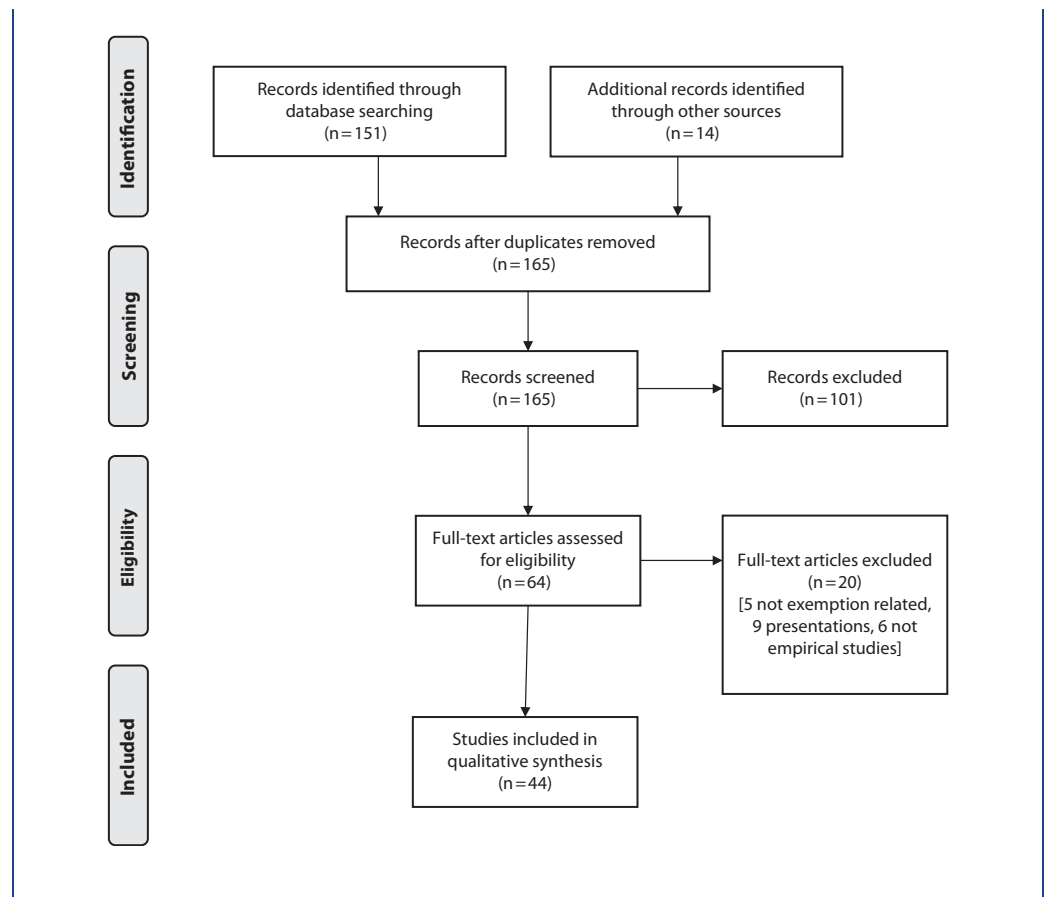 Identification
Records identified through
database searching
(n=151)
Additional records identified
through other sources
(n=14)
Records after duplicates removed
(n=165)
Screening
Records screened
(n=165)
Records excluded
(n=101)
Eligibility
Full-text articles assessed
for eligibility
(n=64)
Full-text articles excluded
(n=20)
[5 not exemption related,
9 presentations, 6 not
empirical studies]
Included
Studies included in
qualitative synthesis
(n=44)